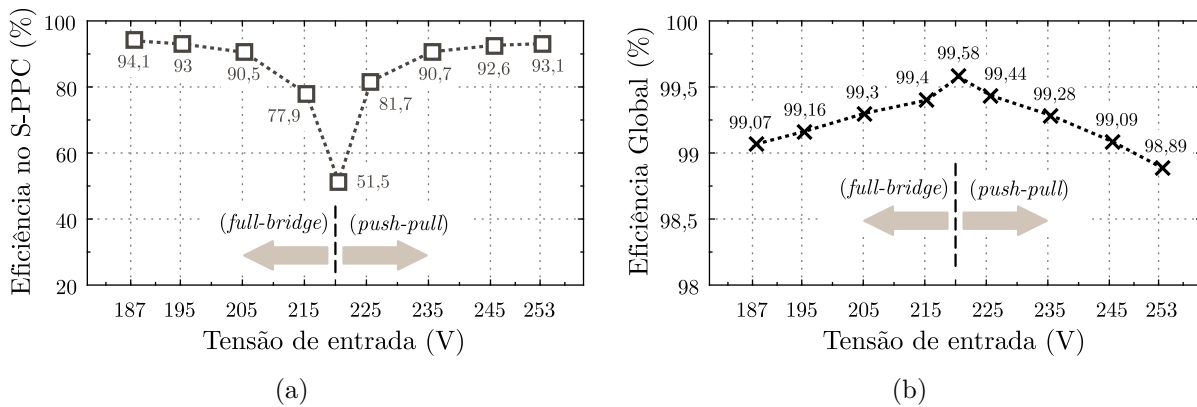 Eficiência no S-PPC (%)
100
80
60
40
20
94,1
93
90,5
77,9
51,5
81,7
90,7
92,6
93,1
(full-bridge)
(push-pull)
187 195 205 215 225 235 245 253
Tensão de entrada (V)
(a)
Eficiência Global (%)
100
99,5
99
98,5
98
99,07
99,16
99,3
99,4
99,58
99,44
99,28
99,09
98,89
(full-bridge)
(push-pull)
187 195 205 215 225 235 245 253
Tensão de entrada (V)
(b)